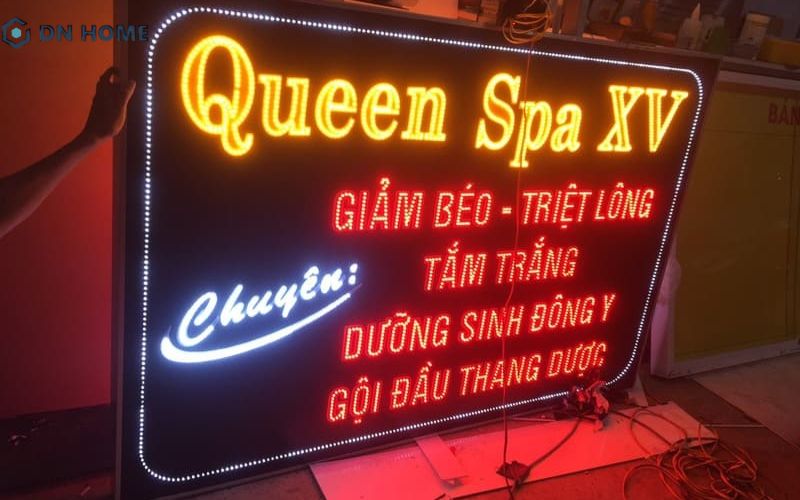 DN HOME
Queen Spa XV
Chuyên:
GIẢM BÉO - TRIỆT LÔNG
TẮM TRẮNG
DƯỠNG SINH ĐÔNG Y
GỘI ĐẦU THANG DƯỢC
BÁN